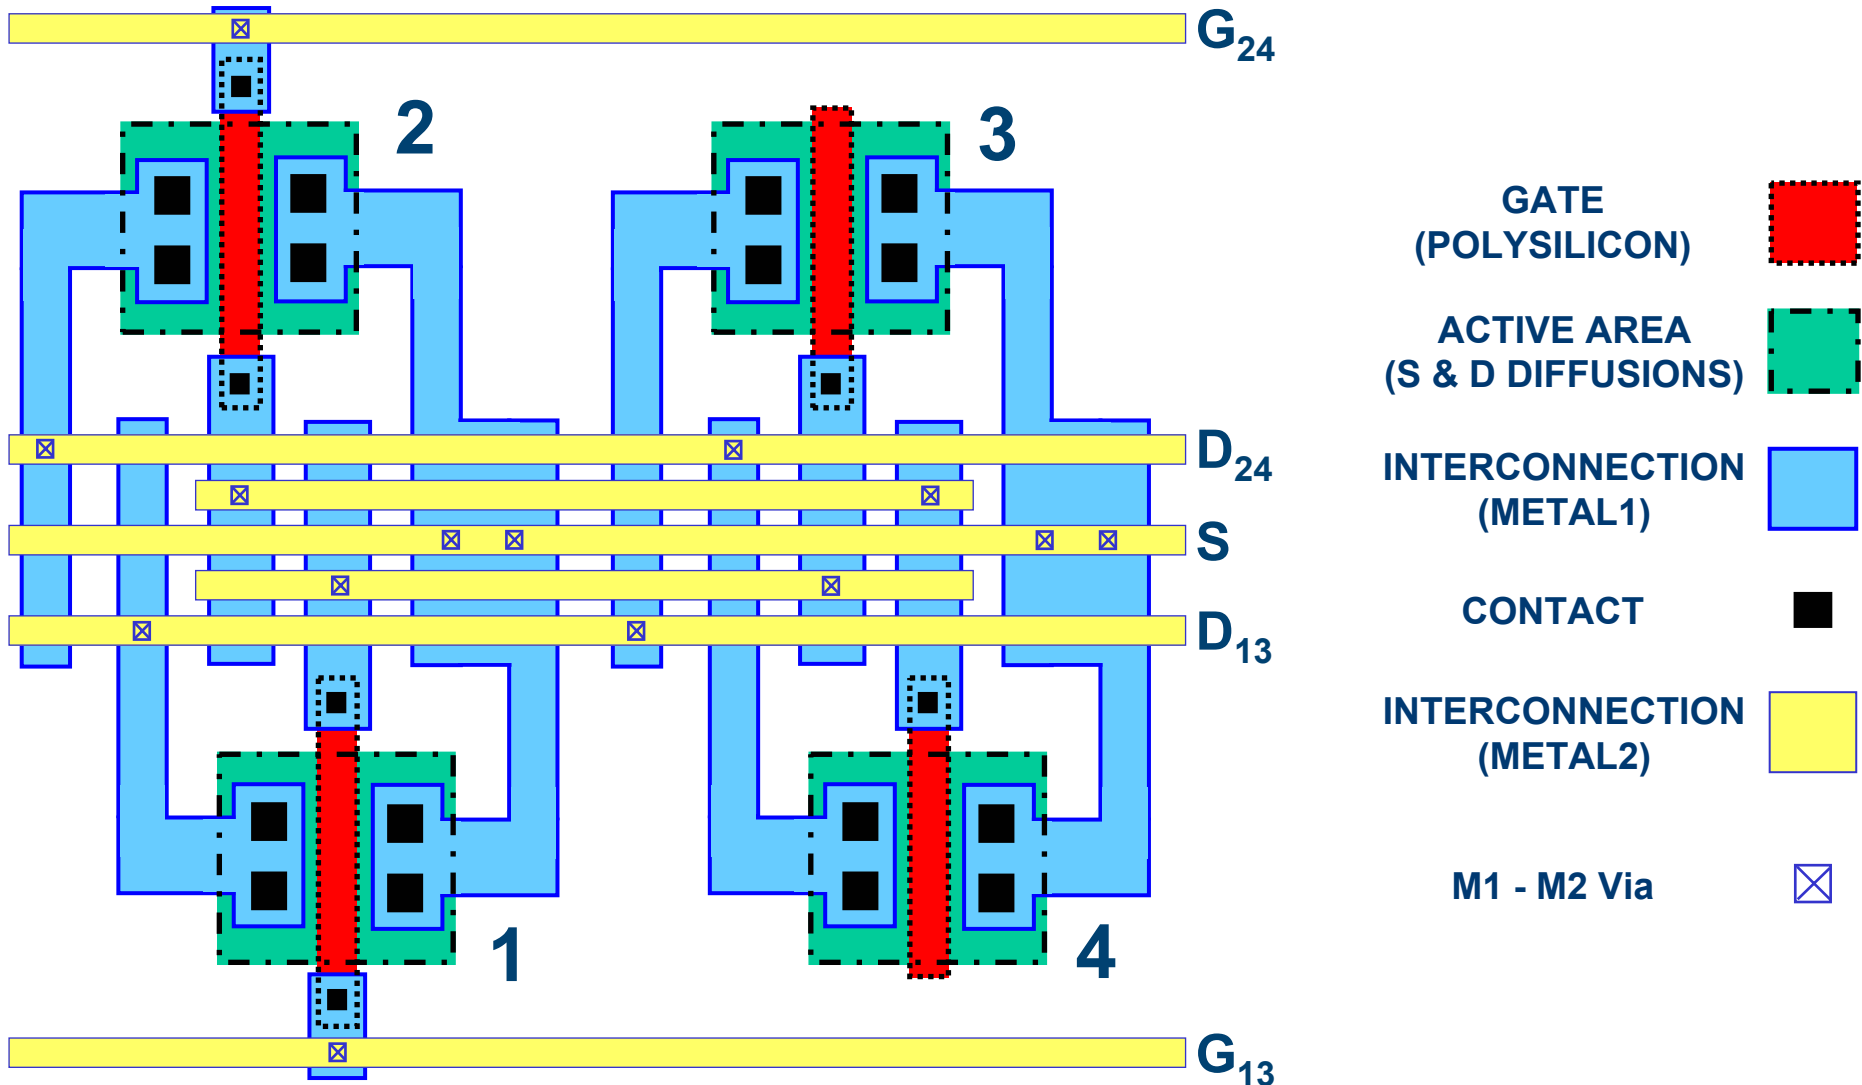 G24
2
3
GATE
(POLYSILICON)
ACTIVE AREA
(S & D DIFFUSIONS)
D24
INTERCONNECTION
(METAL1)
S
CONTACT
D13
INTERCONNECTION
(METAL2)
M1 - M2 Via
1
4
G13